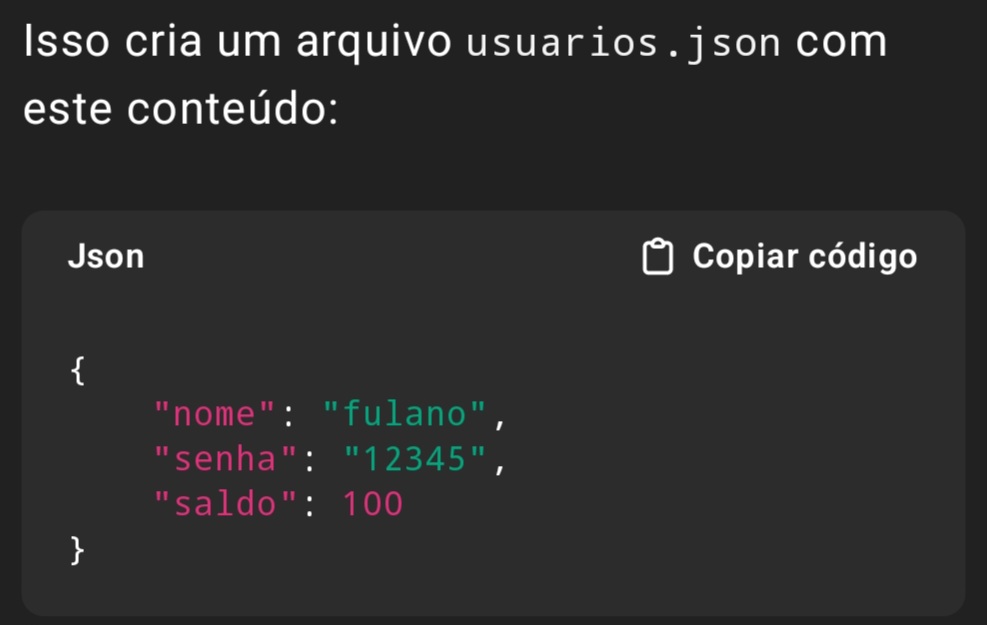 Isso cria um arquivo usuarios.json com
este conteúdo:
Json
Copiar código
{
    "nome": "fulano",
    "senha": "12345",
    "saldo": 100
}